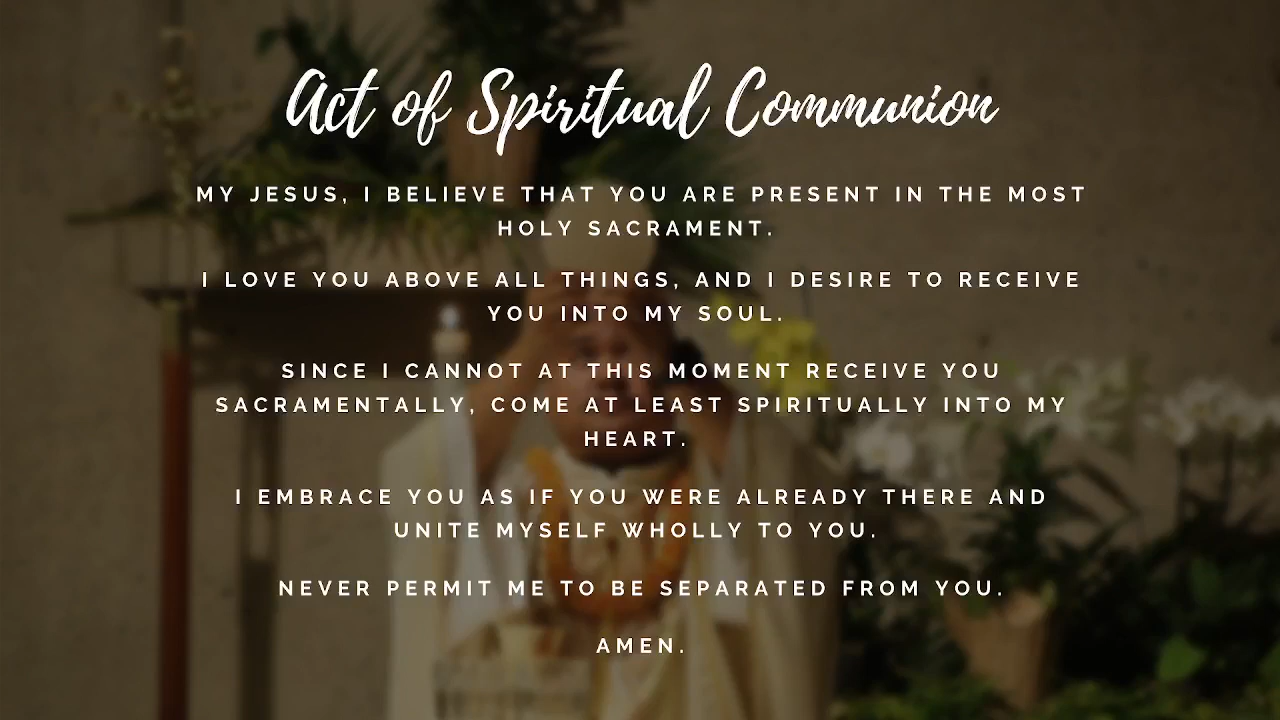 Act of Spiritual Communion
MY JESUS, I BELIEVE THAT YOU ARE PRESENT IN THE MOST
HOLY SACRAMENT.
I LOVE YOU ABOVE ALL THINGS, AND I DESIRE TO RECEIVE
YOU INTO MY SOUL.
SINCE I CANNOT AT THIS MOMENT RECEIVE YOU
SACRAMENTALLY, COME AT LEAST SPIRITUALLY INTO MY
HEART.
I EMBRACE YOU AS IF YOU WERE ALREADY THERE AND
UNITE MYSELF WHOLLY TO YOU.
NEVER PERMIT ME TO BE SEPARATED FROM YOU.
AMEN.